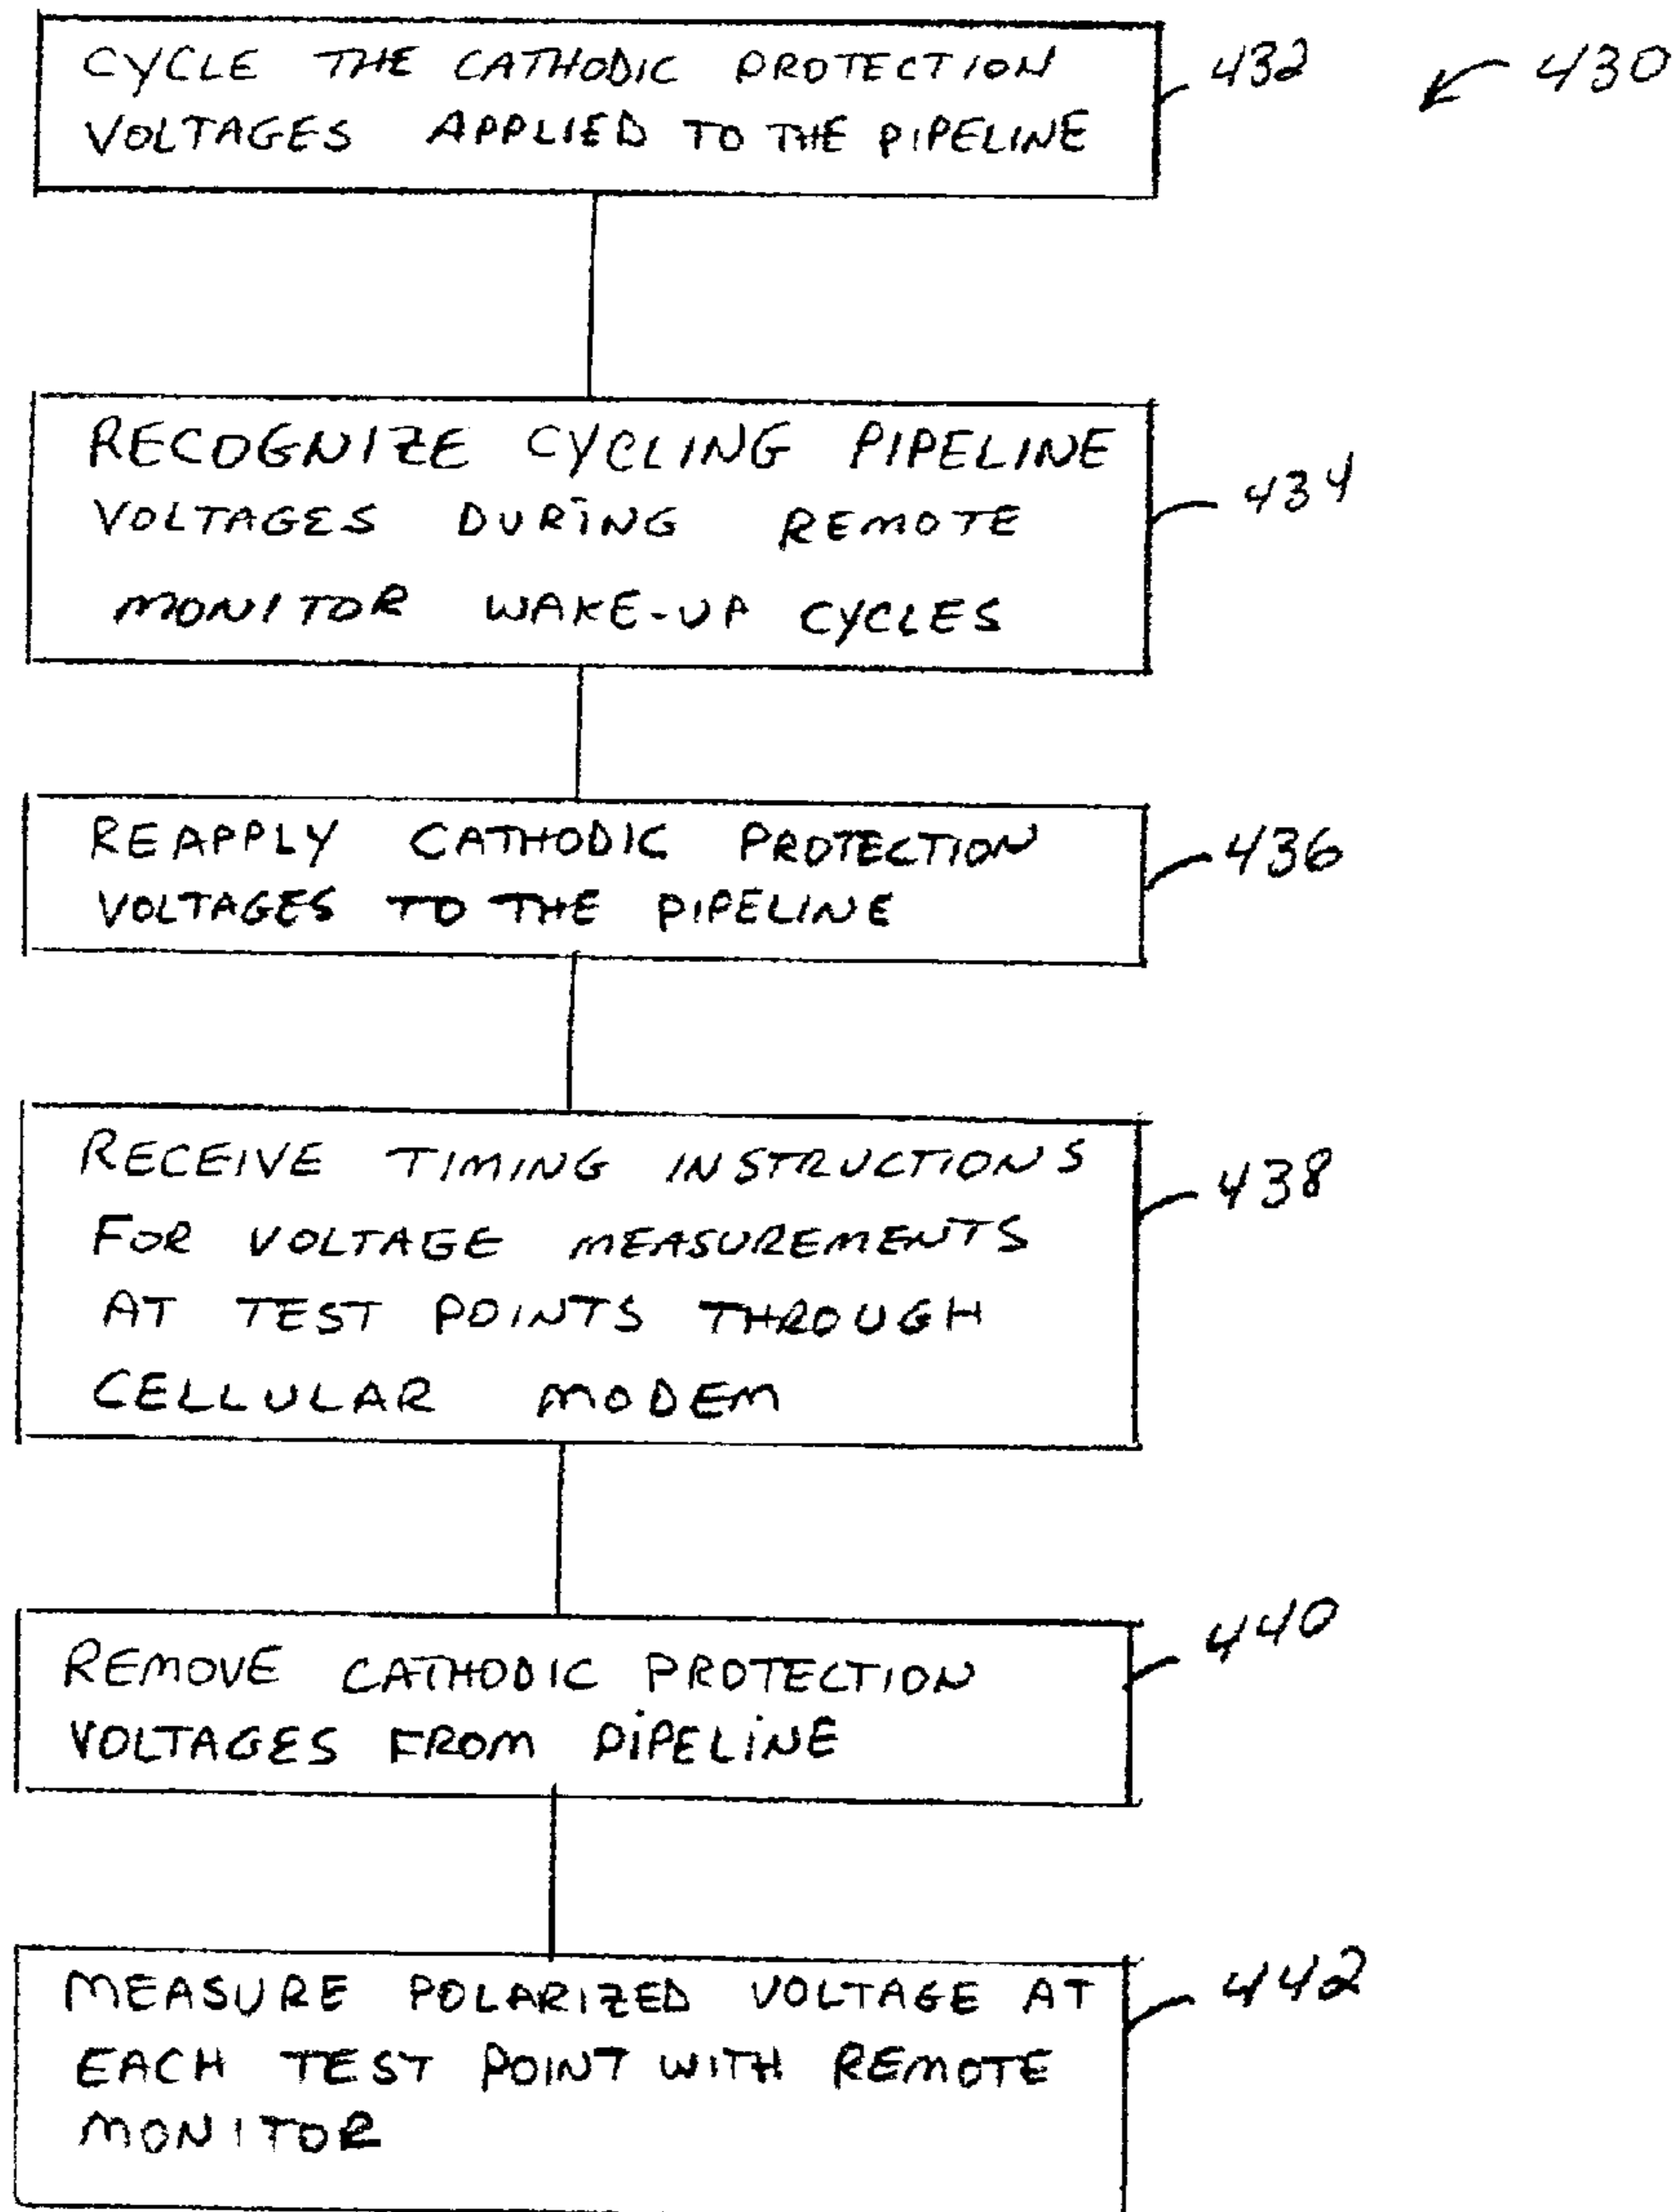 CYCLE THE CATHODIC PROTECTION
VOLTAGES APPLIED TO THE PIPELINE
432
430
RECOGNIZE CYCLING PIPELINE
VOLTAGES DURING REMOTE
MONITOR WAKE-UP CYCLES
434
REAPPLY CATHODIC PROTECTION
VOLTAGES TO THE PIPELINE
436
RECEIVE TIMING INSTRUCTIONS
FOR VOLTAGE MEASUREMENTS
AT TEST POINTS THROUGH
CELLULAR MODEM
438
REMOVE CATHODIC PROTECTION
VOLTAGES FROM PIPELINE
440
MEASURE POLARIZED VOLTAGE AT
EACH TEST POINT WITH REMOTE
MONITOR
442